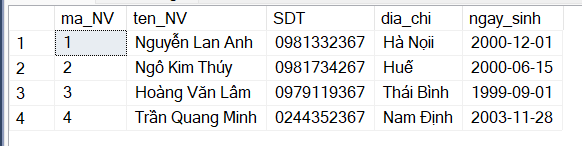 ma_NV ten_NV SDT dia_chi ngay_sinh
1 1 Nguyễn Lan Anh 0981332367 Hà Nọii 2000-12-01
2 2 Ngô Kim Thúy 0981734267 Huế 2000-06-15
3 3 Hoàng Văn Lâm 0979119367 Thái Bình 1999-09-01
4 4 Trần Quang Minh 0244352367 Nam Định 2003-11-28